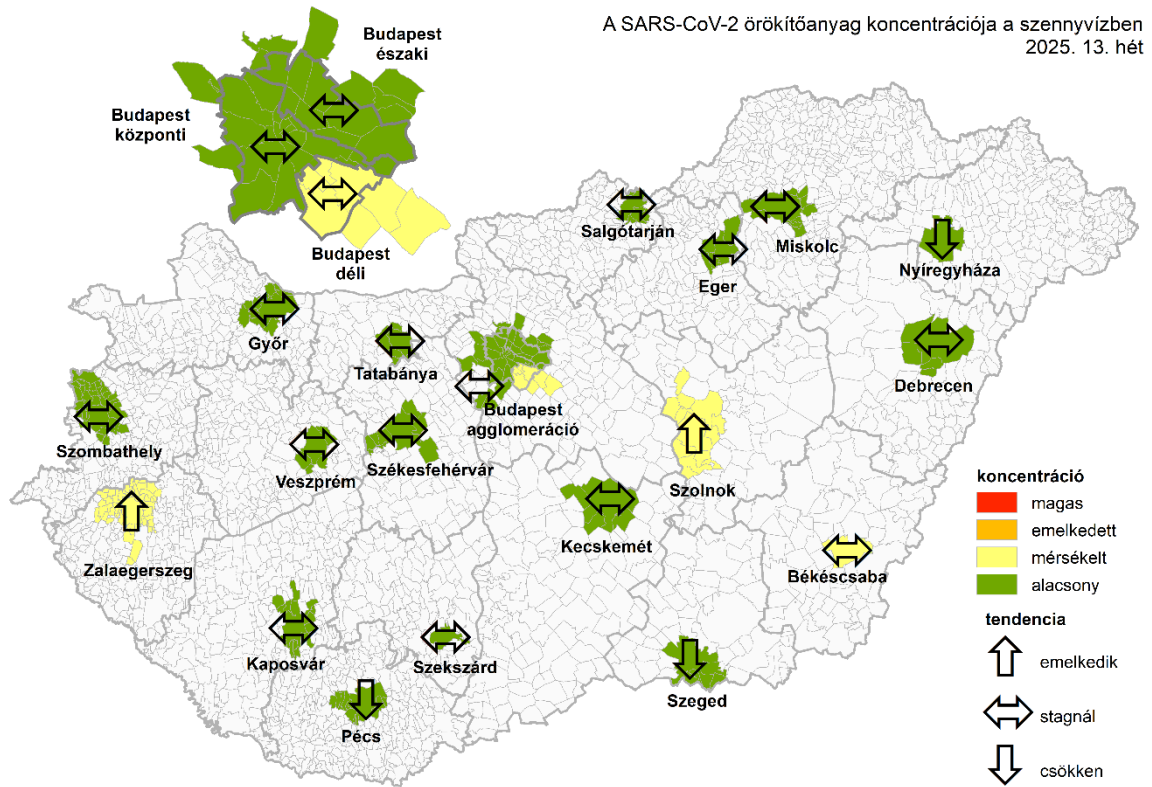 A SARS-CoV-2 örökítőanyag koncentrációja a szennyvízben
2025. 13. hét
Budapest
északi
Budapest
központi
Budapest
déli
Salgótarján
Miskolc
Eger
Nyíregyháza
Győr
Tatabánya
Debrecen
Budapest
agglomeráció
Szombathely
Veszprém
Székesfehérvár
Szolnok
Kecskemét
Zalaegerszeg
Békéscsaba
Kaposvár
Szekszárd
Szeged
Pécs
koncentráció
magas
emelkedett
mérsékelt
alacsony
tendencia
emelkedik
stagnál
csökken